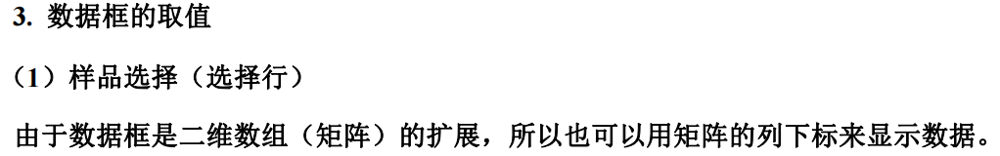 3. 数据框的取值
（1）样品选择（选择行）
由于数据框是二维数组（矩阵）的扩展，所以也可以用矩阵的列下标来显示数据。